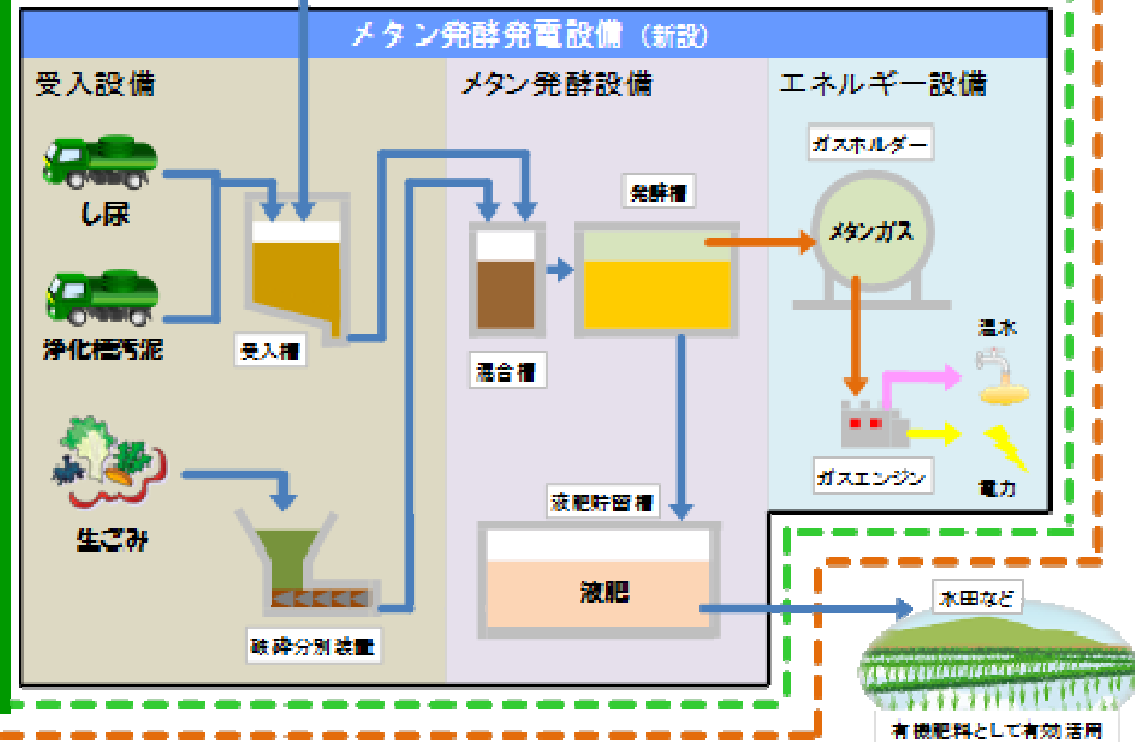 メタン発酵発電設備（新設）
受入設備
し尿
浄化槽汚泥
受入槽
生ごみ
破砕分別装置
メタン発酵設備
混合槽
発酵槽
液肥貯留槽
液肥
エネルギー設備
ガスホルダー
メタンガス
温水
ガスエンジン
電力
水田など
有機肥料として有効活用